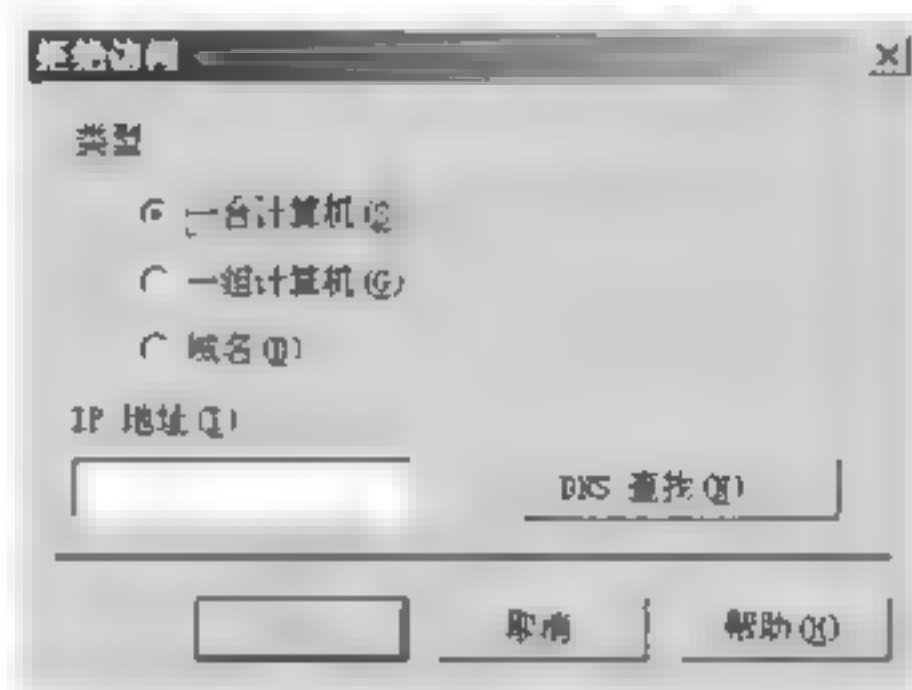 拒绝访问
类型
一台计算机(S)
一组计算机(G)
域名(D)
IP 地址(I)
DNS 查找(N)
取消 帮助(H)